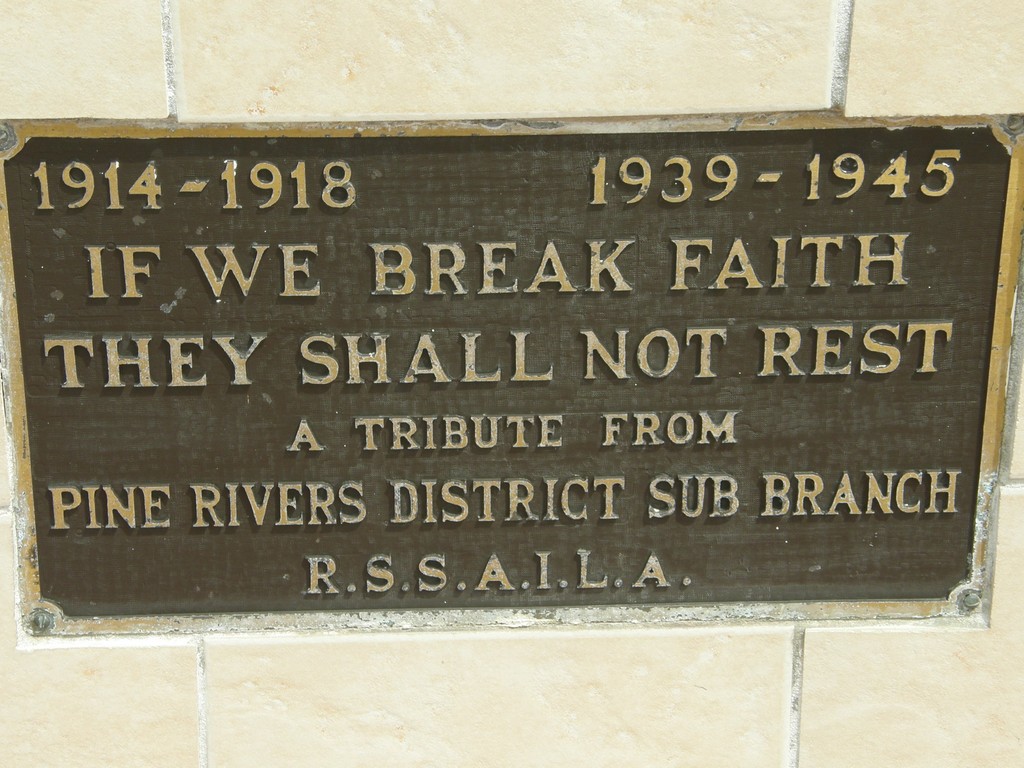 1914-1918 1939-1945
IF WE BREAK FAITH
THEY SHALL NOT REST
A TRIBUTE FROM
PINE RIVERS DISTRICT SUB BRANCH
R.S.S.A.I.L.A.